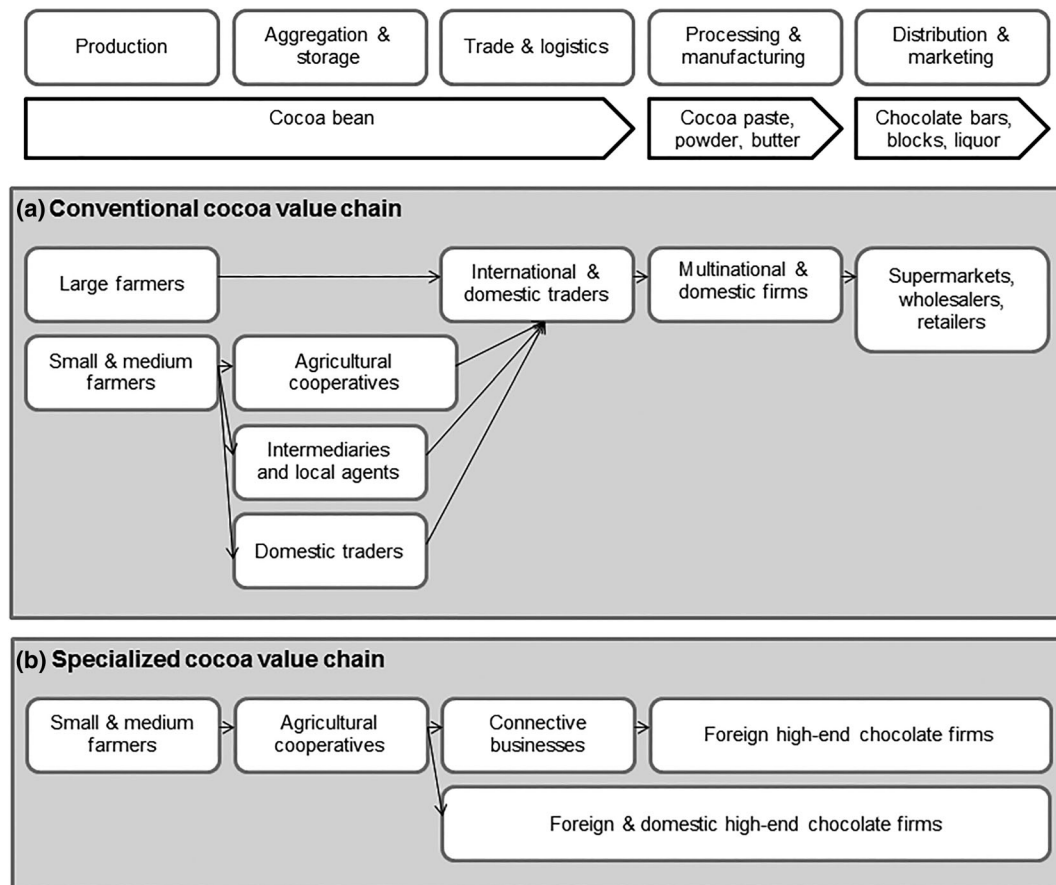 Production
Aggregation &
storage
Trade & logistics
Processing &
manufacturing
Distribution &
marketing
Cocoa bean
Cocoa paste,
powder, butter
Chocolate bars,
blocks, liquor
(a) Conventional cocoa value chain
Large farmers
International &
domestic traders
Multinational &
domestic firms
Supermarkets,
wholesalers,
retailers
Small & medium
farmers
Agricultural
cooperatives
Intermediaries
and local agents
Domestic traders
(b) Specialized cocoa value chain
Small & medium
farmers
Agricultural
cooperatives
Connective
businesses
Foreign high-end chocolate firms
Foreign & domestic high-end chocolate firms